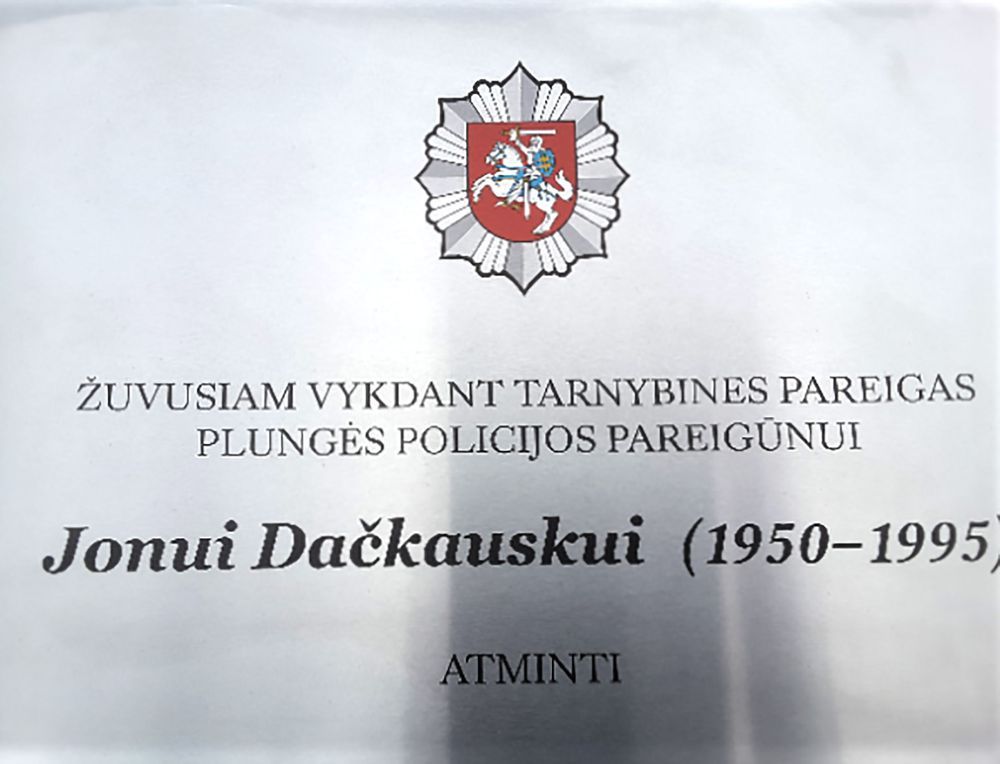 ŽUVUSIAM VYKDANT TARNYBINES PAREIGAS
PLUNGĖS POLICIJOS PAREIGŪNUI
Jonui Dačkauskui (1950–1995)
ATMINTI